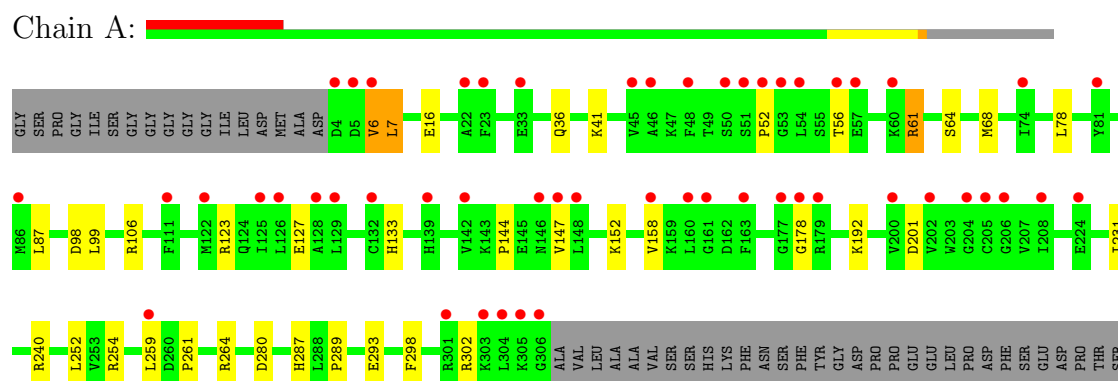 Chain A:
GLY SER PRO GLY ILE SER GLY GLY GLY GLY GLY ILE LEU ASP MET ALA ASP D4 D5 V6 L7 E16 A22 F23 E33 Q36 K41 V45 A46 K47 F48 T49 S50 S51 P52 G53 L54 S55 T56 E57 K60 R61 S64 M68 I74 L78 Y81
M86 L87 D98 L99 R106 F111 M122 R123 Q124 I125 L126 E127 A128 L129 C132 H133 H139 V142 K143 P144 E145 N146 V147 L148 K152 V158 K159 L160 G161 D162 F163 G177 G178 R179 K192 V200 D201 V202 W203 G204 C205 G206 V207 I208 E224
R240 L252 V253 R254 L259 D260 P261 R264 D280 H287 L288 P289 E293 F298 R301 R302 K303 L304 K305 G306 ALA VAL LEU ALA ALA VAL SER SER HIS LYS PHE ASN SER PHE TYR GLY ASP PRO PRO GLU GLU LEU PRO ASP PHE SER GLU ASP PRO THR